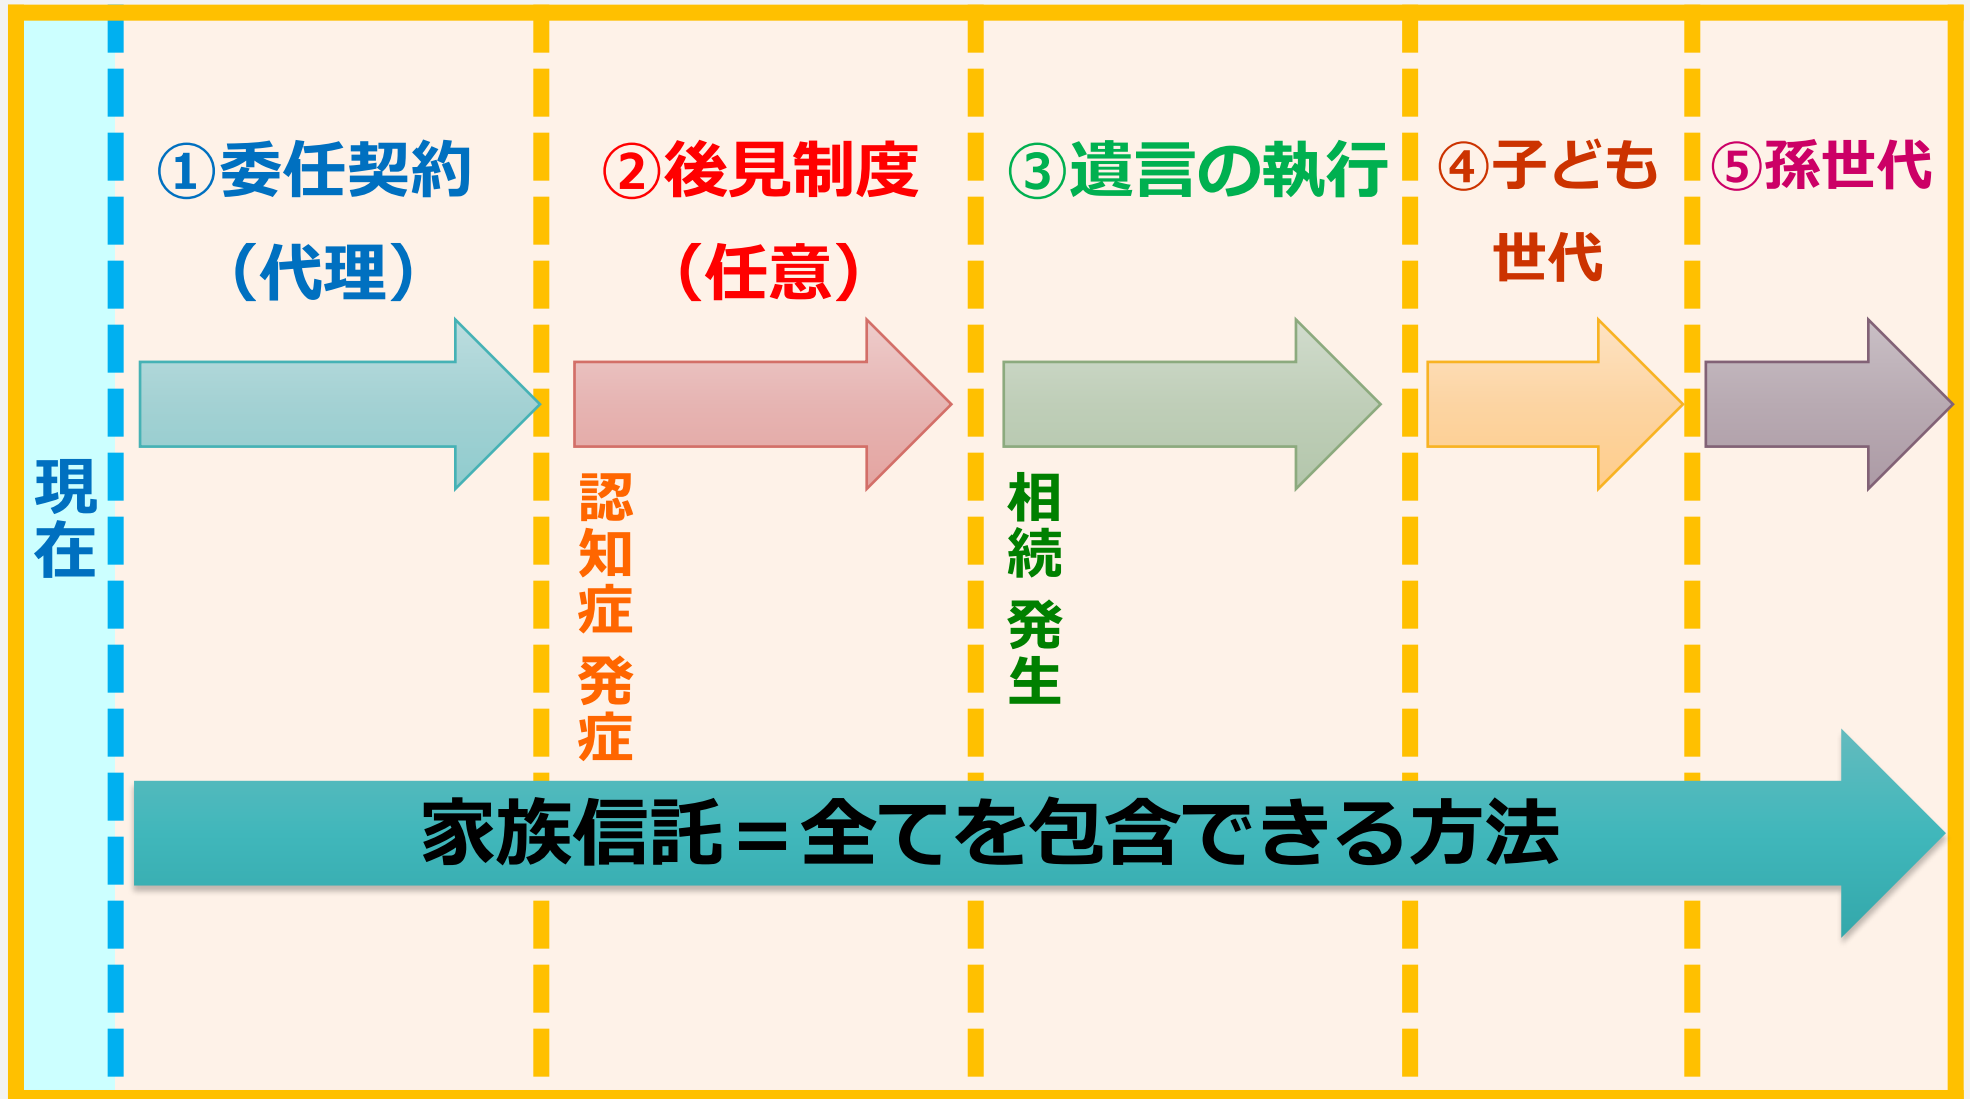 ①委任契約
（代理）
②後見制度
（任意）
③遺言の執行
④子ども
世代
⑤孫世代
現在
認知症 発症
相続 発生
家族信託＝全てを包含できる方法